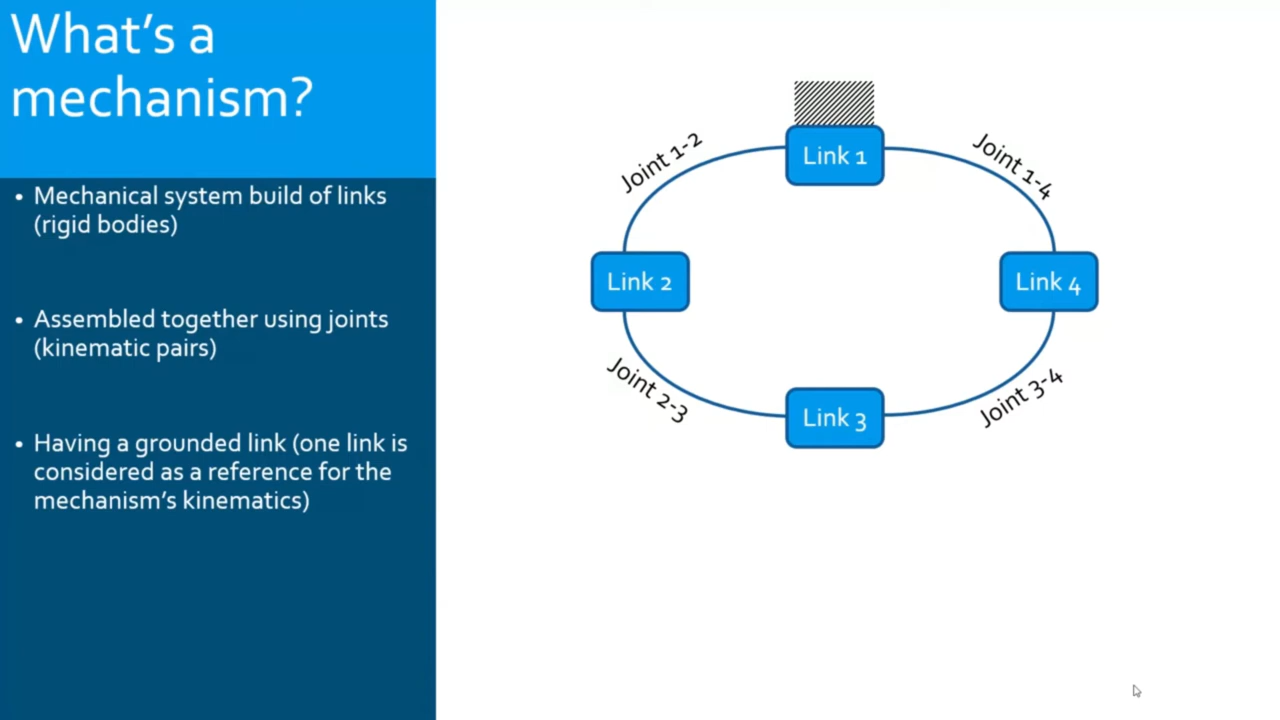 What's a
mechanism?
• Mechanical system build of links
(rigid bodies)
• Assembled together using joints
(kinematic pairs)
• Having a grounded link (one link is
considered as a reference for the
mechanism's kinematics)
Link 1
Joint 1-2
Joint 1-4
Link 2
Link 4
Joint 2-3
Joint 3-4
Link 3